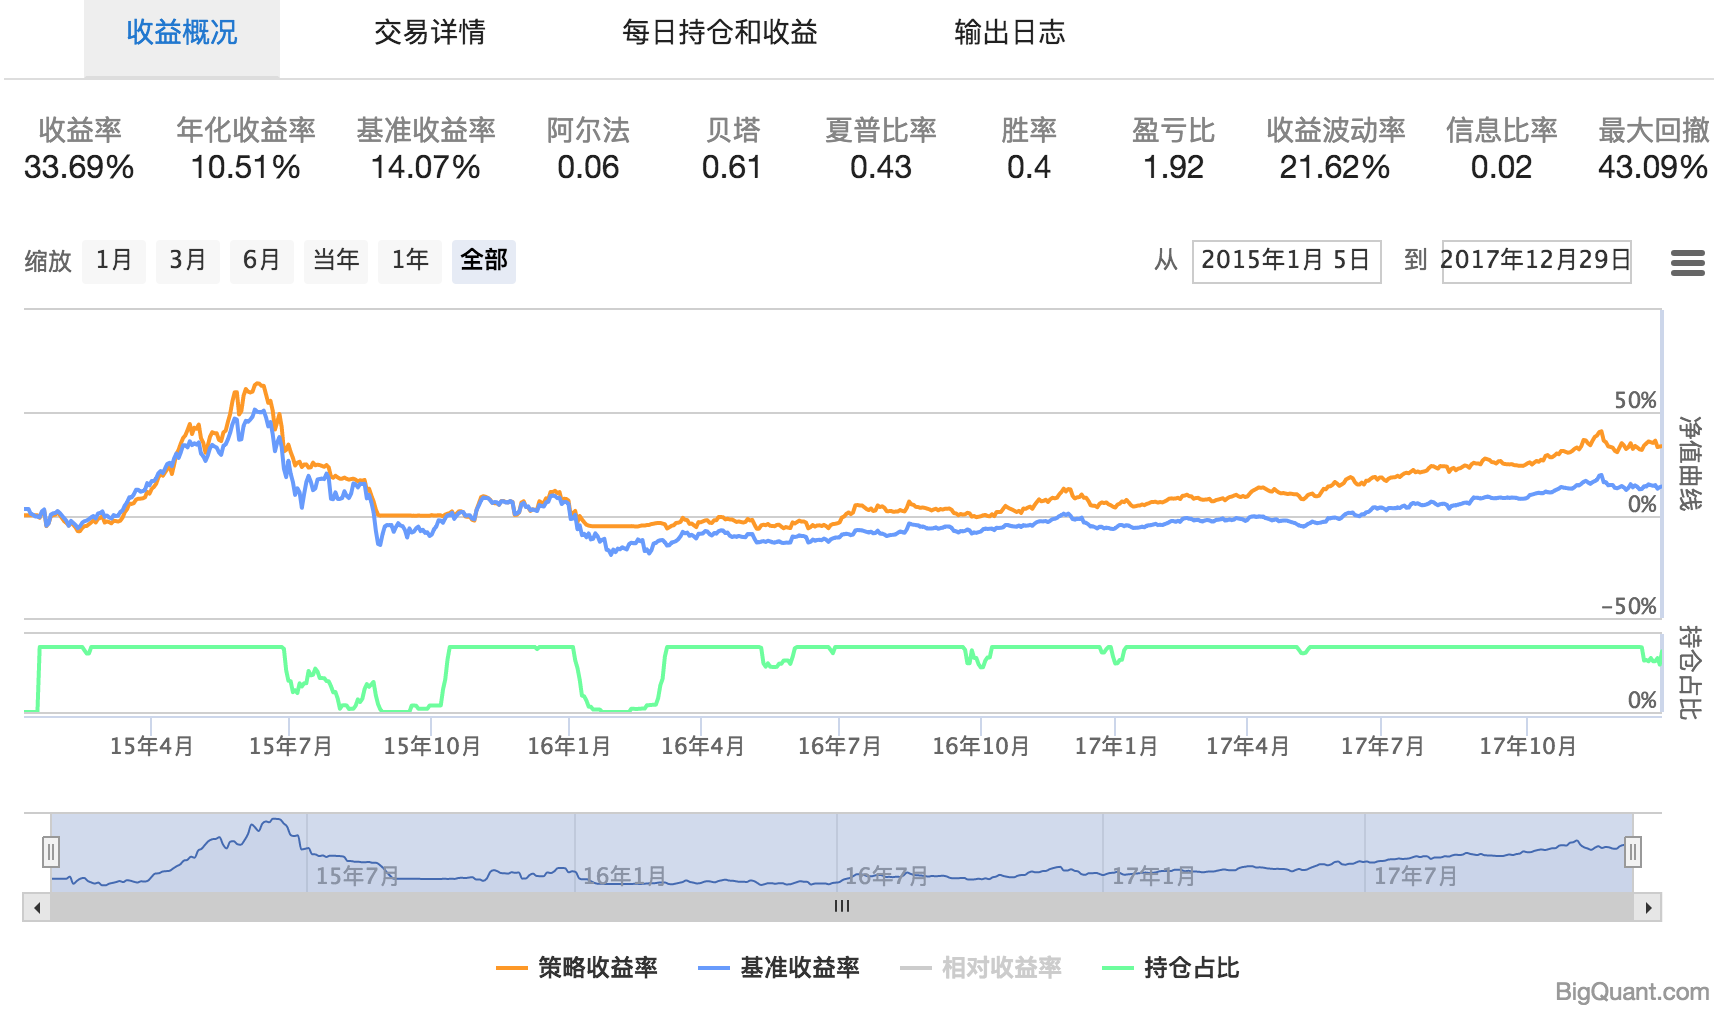 收益概况 交易详情 每日持仓和收益 输出日志
收益率 年化收益率 基准收益率 阿尔法 贝塔 夏普比率 胜率 盈亏比 收益波动率 信息比率 最大回撤
33.69% 10.51% 14.07% 0.06 0.61 0.43 0.4 1.92 21.62% 0.02 43.09%
缩放 1月 3月 6月 当年 1年 全部 从 2015年1月 5日 到 2017年12月29日
50%
0%
-50%
净值曲线
0%
持仓占比
15年4月 15年7月 15年10月 16年1月 16年4月 16年7月 16年10月 17年1月 17年4月 17年7月 17年10月
15年7月 16年1月 16年7月 17年1月 17年7月
策略收益率 基准收益率 相对收益率 持仓占比
BigQuant.com